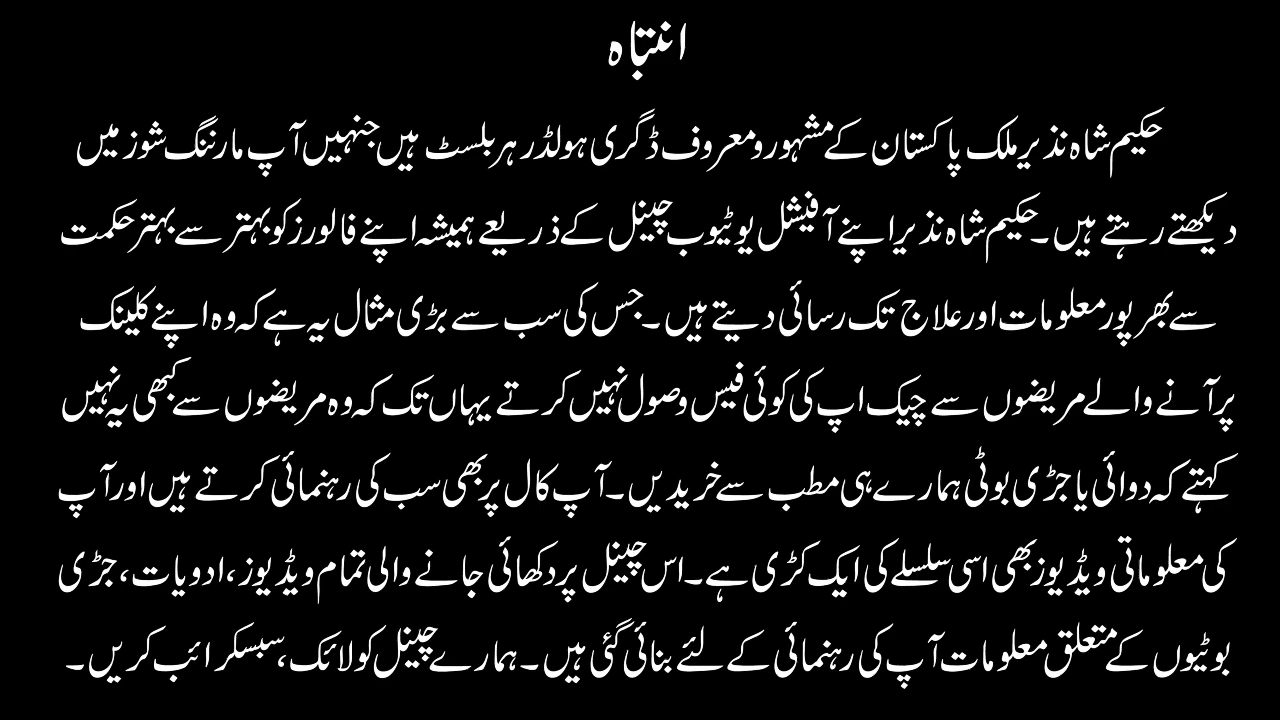 انتباہ
حکیم شاہ نذیر ملک پاکستان کے مشہور و معروف ڈگری ہولڈر ہربلسٹ ہیں جنہیں آپ مارننگ شوز میں
دیکھتے رہتے ہیں۔ حکیم شاہ نذیر اپنے آفیشل یوٹیوب چینل کے ذریعے ہمیشہ اپنے فالورز کو بہتر سے بہتر حکمت
سے بھرپور معلومات اور علاج تک رسائی دیتے ہیں۔ جس کی سب سے بڑی مثال یہ ہے کہ وہ اپنے کلینک
پر آنے والے مریضوں سے چیک اپ کی کوئی فیس وصول نہیں کرتے یہاں تک کہ وہ مریضوں سے کبھی یہ نہیں
کہتے کہ دوائی یا جڑی بوٹی ہمارے ہی مطب سے خریدیں۔ آپ کال پر بھی سب کی رہنمائی کرتے ہیں اور آپ
کی معلوماتی ویڈیوز بھی اسی سلسلے کی ایک کڑی ہے۔ اس چینل پر دکھائی جانے والی تمام ویڈیوز، ادویات، جڑی
بوٹیوں کے متعلق معلومات آپ کی رہنمائی کے لئے بنائی گئی ہیں۔ ہمارے چینل کو لائک، سبسکرائب کریں۔